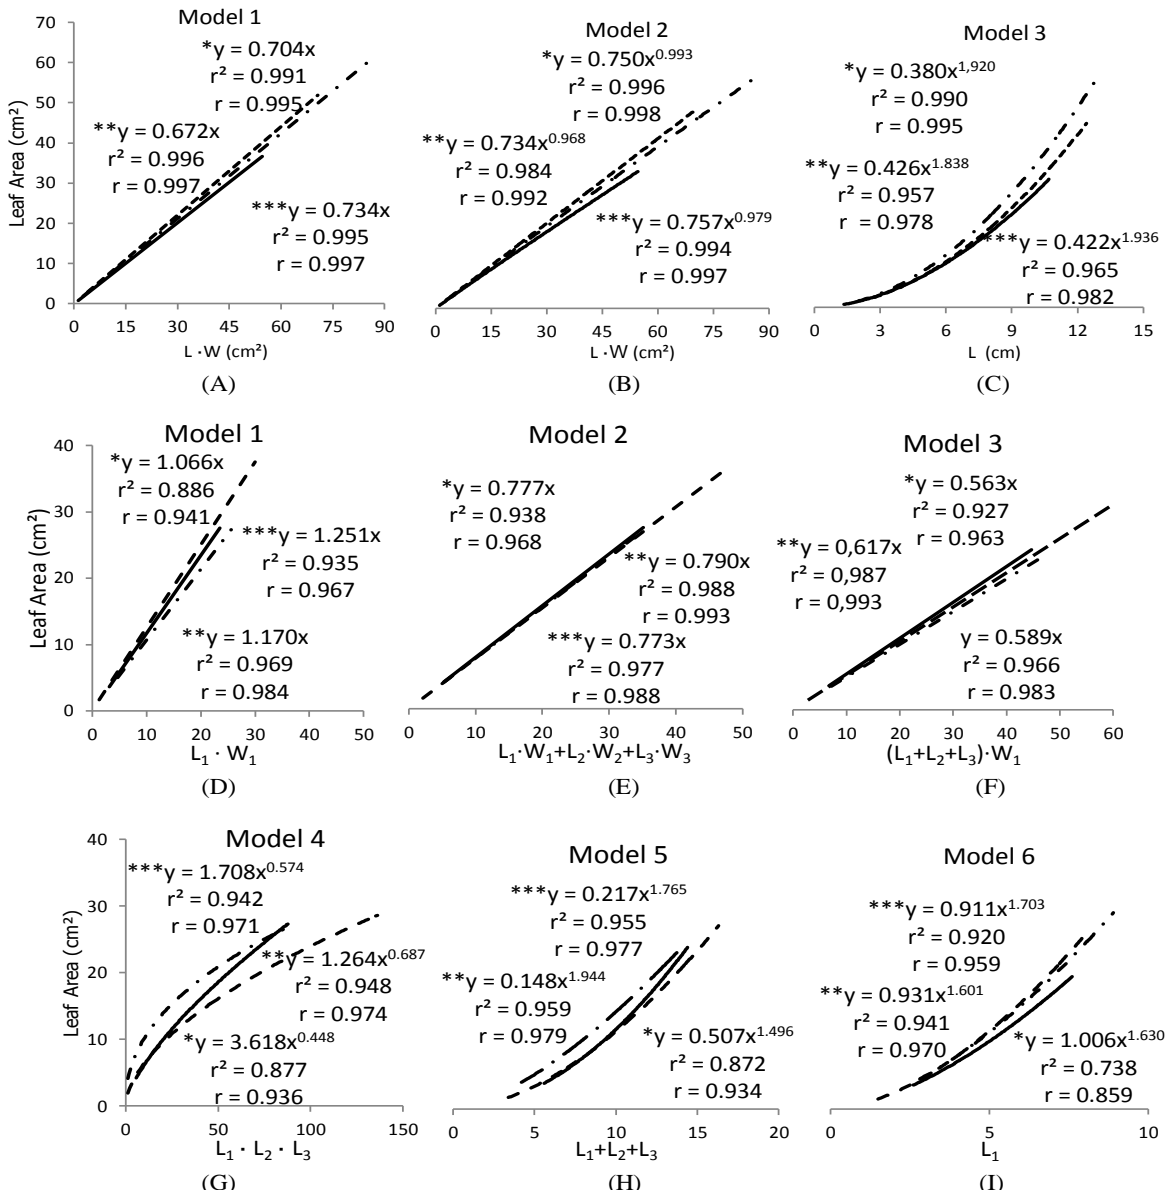 Model 1
*y = 0.704x
r² = 0.991
r = 0.995
**y = 0.672x
r² = 0.996
r = 0.997
***y = 0.734x
r² = 0.995
r = 0.997
Leaf Area (cm²)
70
60
50
40
30
20
10
0
0 15 30 45 60 75 90
L · W (cm²)
(A)
Model 2
*y = 0.750x^0.993
r² = 0.996
r = 0.998
**y = 0.734x^0.968
r² = 0.984
r = 0.992
***y = 0.757x^0.979
r² = 0.994
r = 0.997
0 15 30 45 60 75 90
L · W (cm²)
(B)
Model 3
*y = 0.380x^1,920
r² = 0.990
r = 0.995
**y = 0.426x^1.838
r² = 0.957
r = 0.978
***y = 0.422x^1.936
r² = 0.965
r = 0.982
0 3 6 9 12 15
L (cm)
(C)
Model 1
*y = 1.066x
r² = 0.886
r = 0.941
***y = 1.251x
r² = 0.935
r = 0.967
**y = 1.170x
r² = 0.969
r = 0.984
Leaf Area (cm²)
40
30
20
10
0
0 10 20 30 40 50
L₁ · W₁
(D)
Model 2
*y = 0.777x
r² = 0.938
r = 0.968
**y = 0.790x
r² = 0.988
r = 0.993
***y = 0.773x
r² = 0.977
r = 0.988
0 10 20 30 40 50
L₁·W₁+L₂·W₂+L₃·W₃
(E)
Model 3
*y = 0.563x
r² = 0.927
r = 0.963
**y = 0,617x
r² = 0,987
r = 0,993
y = 0.589x
r² = 0.966
r = 0.983
0 10 20 30 40 50 60
(L₁+L₂+L₃)·W₁
(F)
Model 4
***y = 1.708x^0.574
r² = 0.942
r = 0.971
**y = 1.264x^0.687
r² = 0.948
r = 0.974
*y = 3.618x^0.448
r² = 0.877
r = 0.936
Leaf Area (cm²)
40
30
20
10
0
0 50 100 150
L₁ · L₂ · L₃
(G)
Model 5
***y = 0.217x^1.765
r² = 0.955
r = 0.977
**y = 0.148x^1.944
r² = 0.959
r = 0.979
*y = 0.507x^1.496
r² = 0.872
r = 0.934
0 5 10 15 20
L₁+L₂+L₃
(H)
Model 6
***y = 0.911x^1.703
r² = 0.920
r = 0.959
**y = 0.931x^1.601
r² = 0.941
r = 0.970
*y = 1.006x^1.630
r² = 0.738
r = 0.859
0 5 10
L₁
(I)